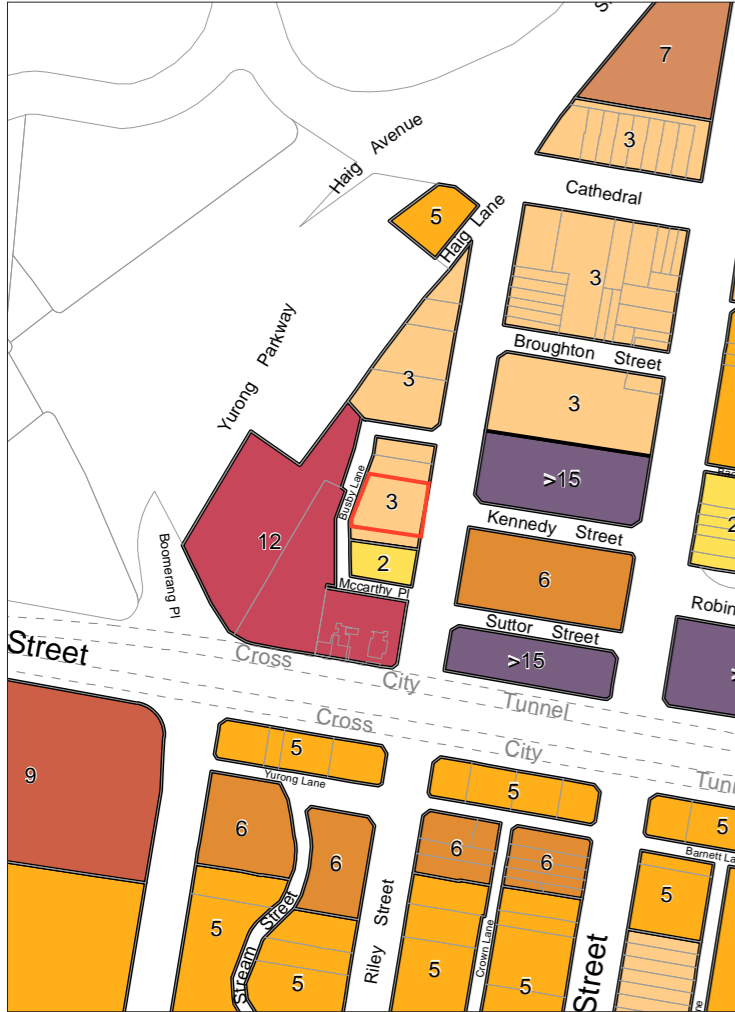 7
3
Haig Avenue
Cathedral
5
Haig Lane
3
Yurong Parkway
Broughton Street
3
3
>15
Busby Lane
3
Kennedy Street
2
12
2
6
Mccarthy Pl
Boomerang Pl
Robin
Suttor Street
Street
Cross
>15
City
Tunnel
Cross
City
5
Tunn
Yurong Lane
9
5
5
6
6
6
6
Barnett La
5
Street
Riley Street
Crown Lane
5
Stream Street
5
5
5
Street